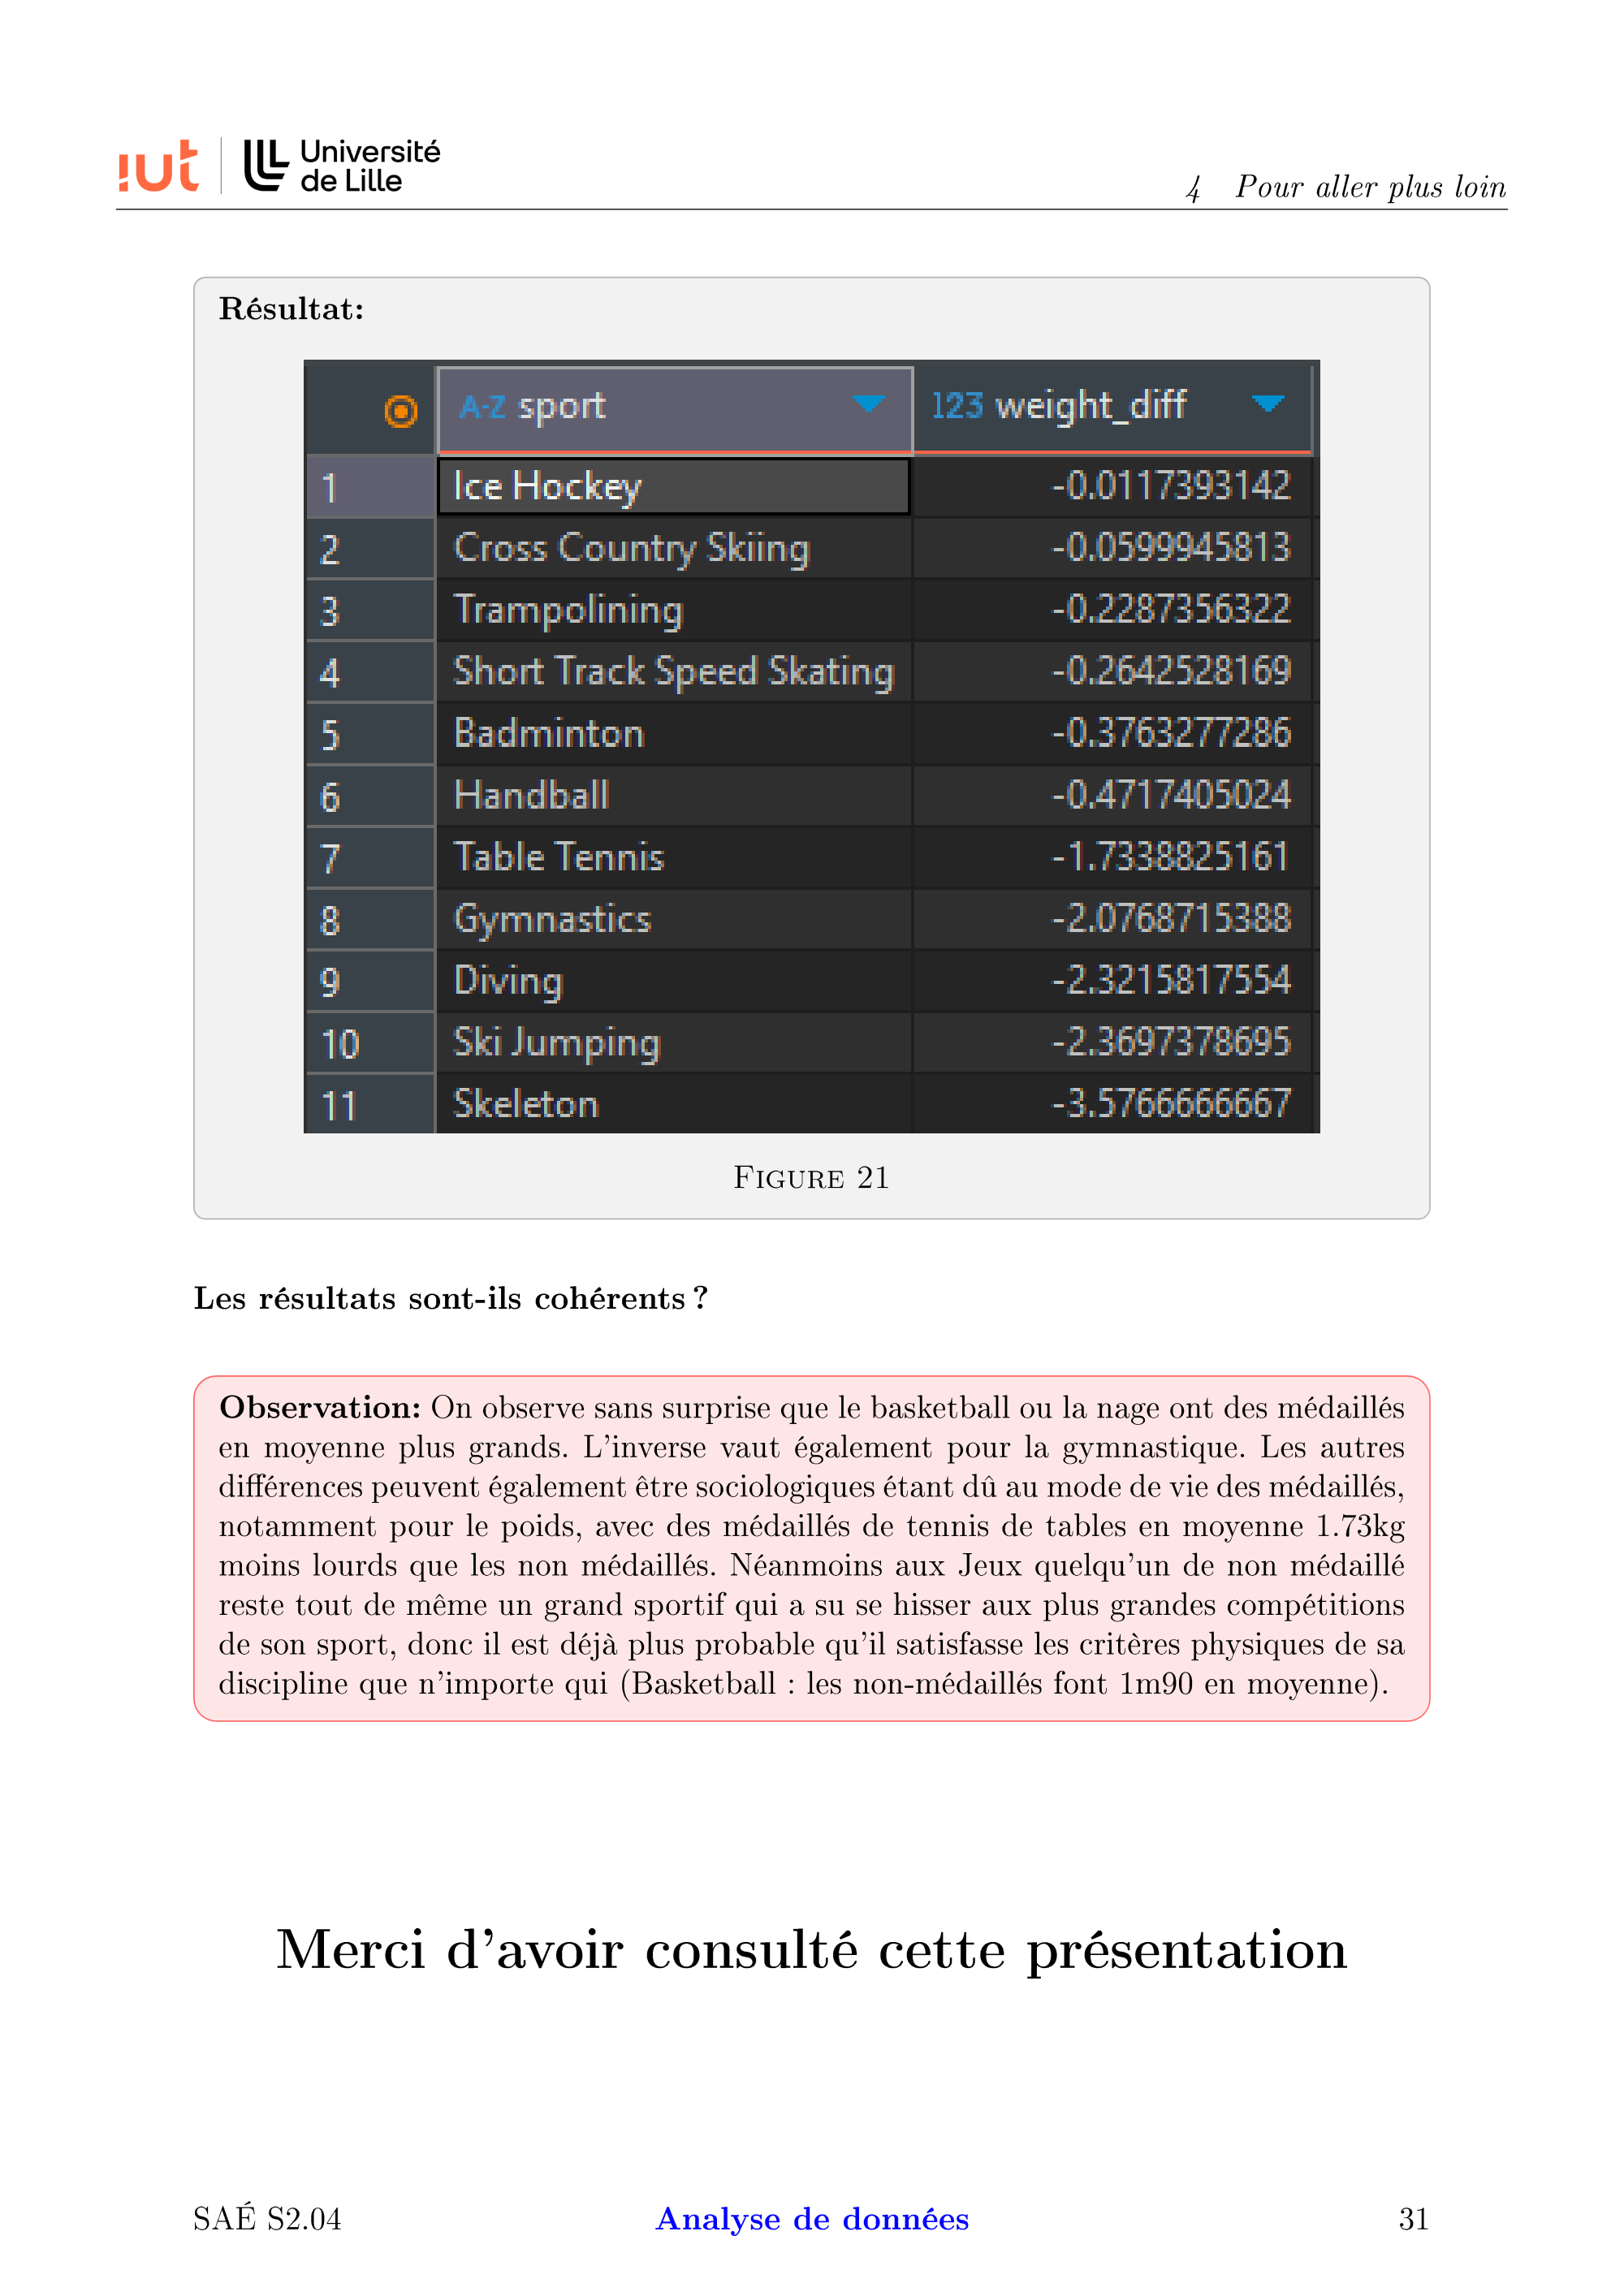 iut Université
de Lille
4 Pour aller plus loin
Résultat:
A-Z sport 123 weight_diff
1 Ice Hockey -0.0117393142
2 Cross Country Skiing -0.0599945813
3 Trampolining -0.2287356322
4 Short Track Speed Skating -0.2642528169
5 Badminton -0.3763277286
6 Handball -0.4717405024
7 Table Tennis -1.7338825161
8 Gymnastics -2.0768715388
9 Diving -2.3215817554
10 Ski Jumping -2.3697378695
11 Skeleton -3.5766666667
FIGURE 21
Les résultats sont-ils cohérents ?
Observation: On observe sans surprise que le basketball ou la nage ont des médaillés
en moyenne plus grands. L'inverse vaut également pour la gymnastique. Les autres
différences peuvent également être sociologiques étant dû au mode de vie des médaillés,
notamment pour le poids, avec des médaillés de tennis de tables en moyenne 1.73kg
moins lourds que les non médaillés. Néanmoins aux Jeux quelqu'un de non médaillé
reste tout de même un grand sportif qui a su se hisser aux plus grandes compétitions
de son sport, donc il est déjà plus probable qu'il satisfasse les critères physiques de sa
discipline que n'importe qui (Basketball : les non-médaillés font 1m90 en moyenne).
Merci d'avoir consulté cette présentation
SAÉ S2.04 Analyse de données 31